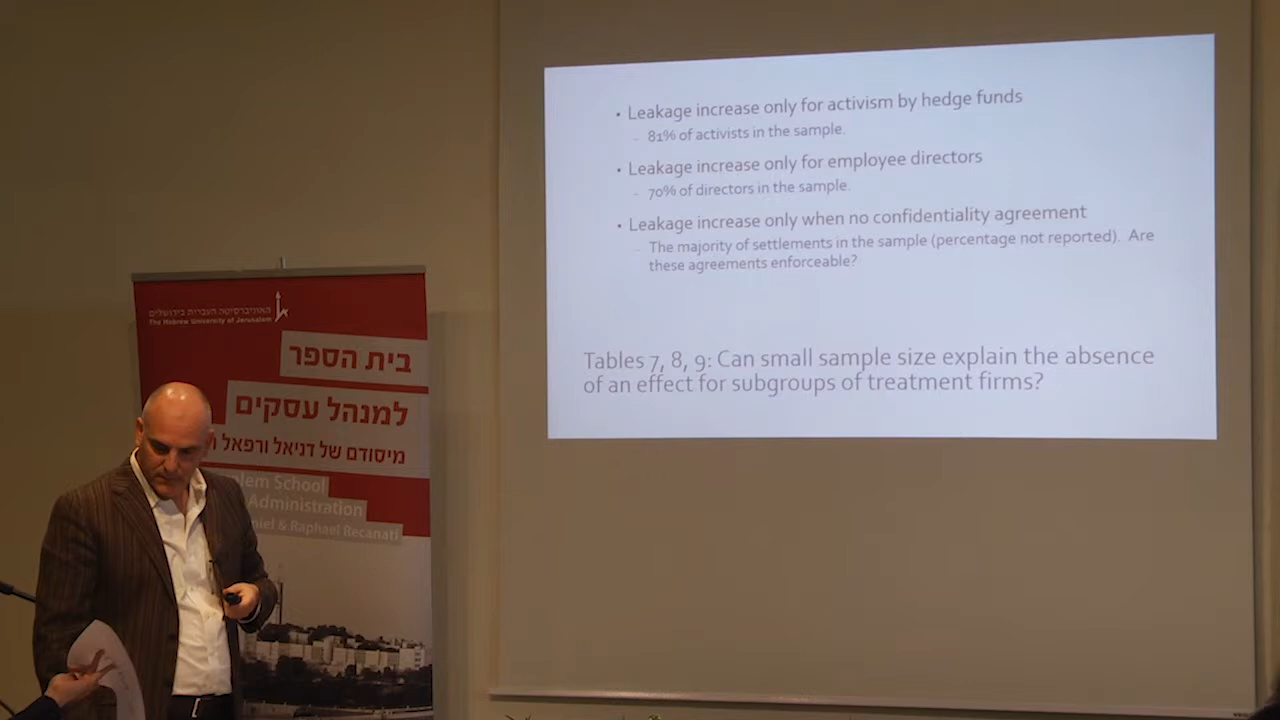 • Leakage increase only for activism by hedge funds
- 81% of activists in the sample.
• Leakage increase only for employee directors
- 70% of directors in the sample.
• Leakage increase only when no confidentiality agreement
- The majority of settlements in the sample (percentage not reported). Are
these agreements enforceable?
Tables 7, 8, 9: Can small sample size explain the absence
of an effect for subgroups of treatment firms?
האוניברסיטה העברית בירושלים
The Hebrew University of Jerusalem
בית הספר
למנהל עסקים
מיסודם של דניאל ורפאל
School
Administration
& Raphael Recanati